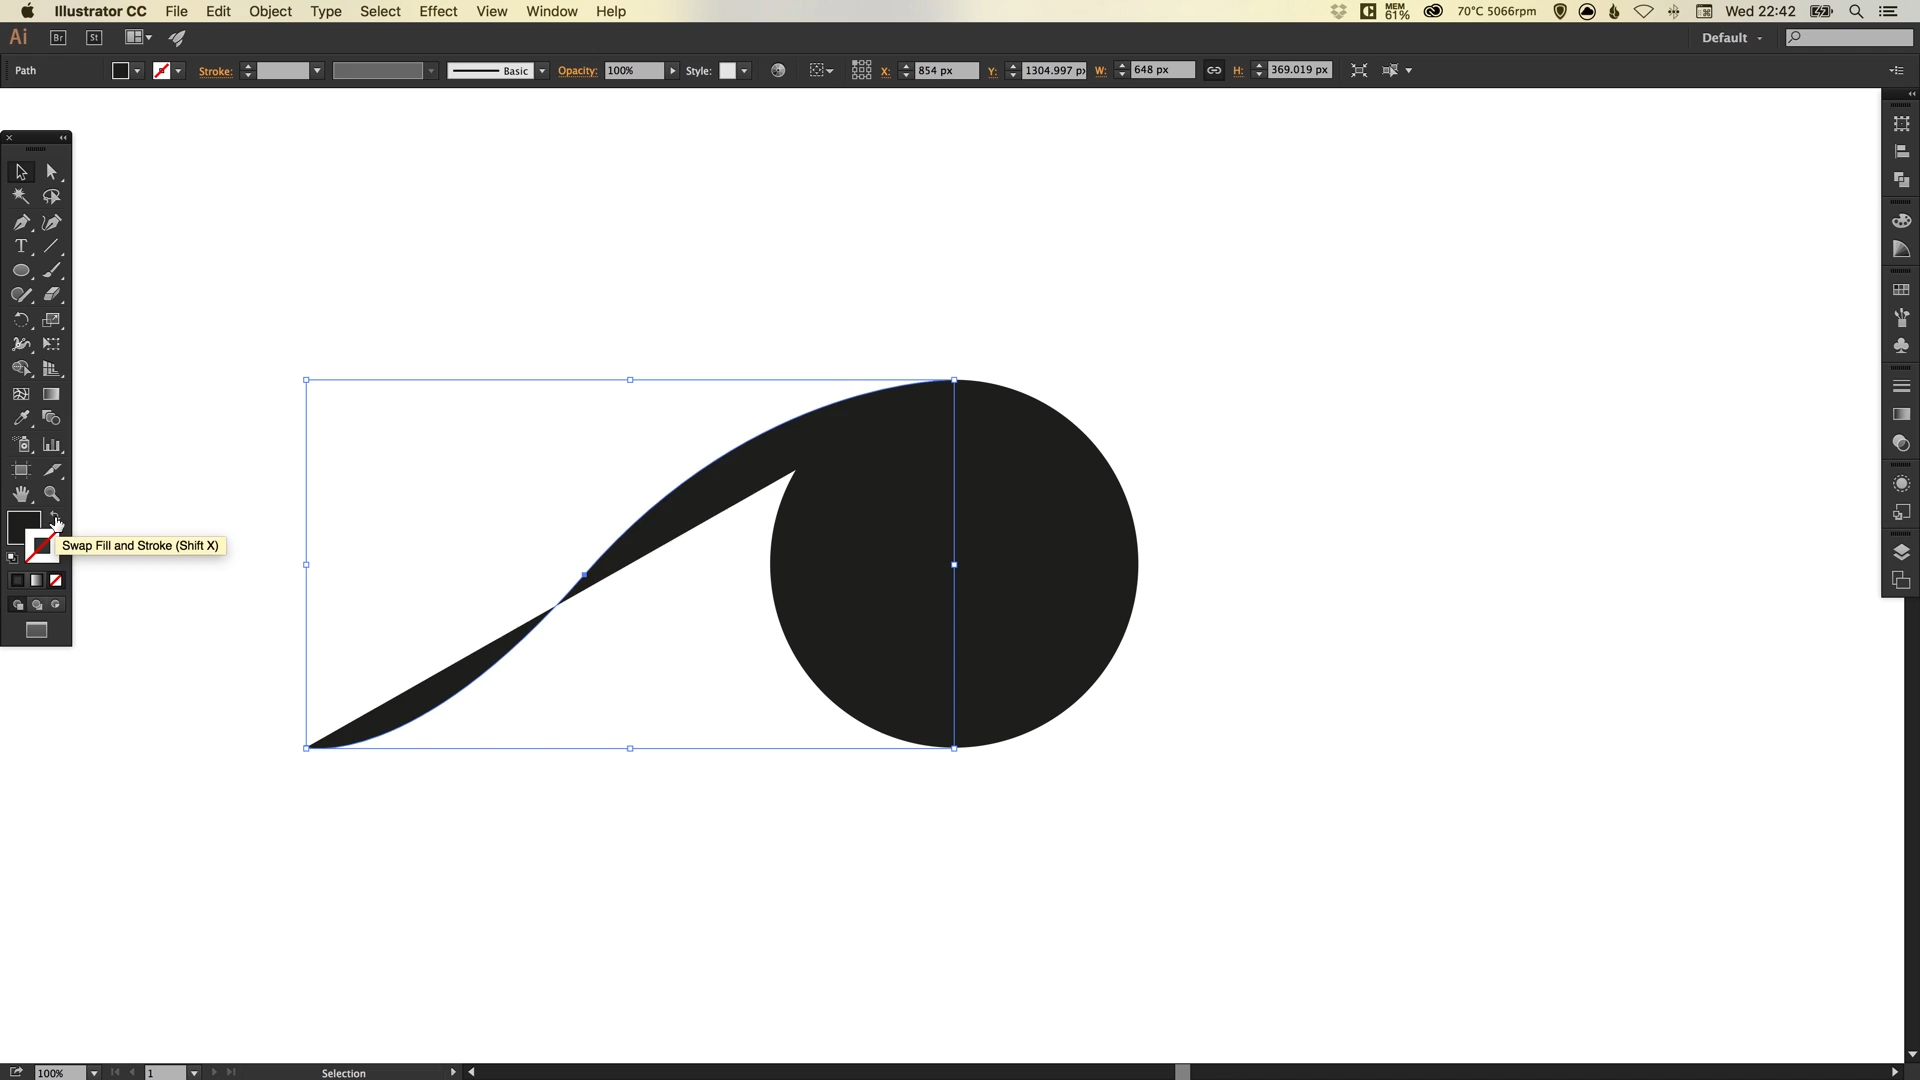 Illustrator CC File Edit Object Type Select Effect View Window Help MEM 61% 70°C 5066rpm Wed 22:42
Ai Br St Default
Path Stroke: Basic Opacity: 100% Style: X: 854 px Y: 1304.997 px W: 648 px H: 369.019 px
T
Swap Fill and Stroke (Shift X)
100% 1 Selection